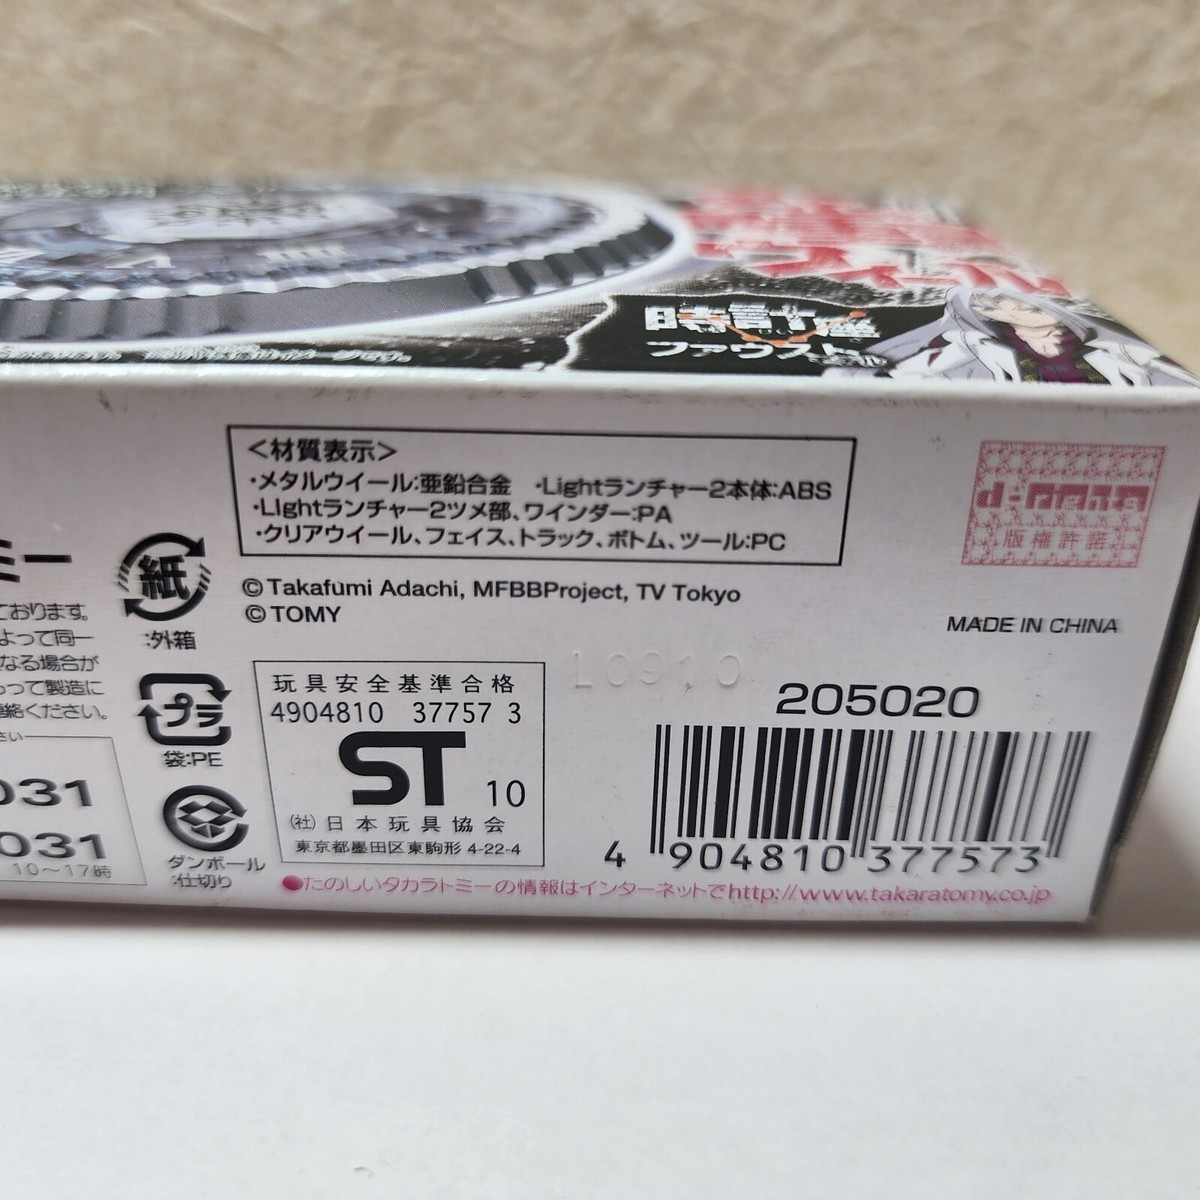 時計盤
ファウスト
<材質表示>
・メタルウイール:亜鉛合金 ・Lightランチャー2本体:ABS
・LIghtランチャー2ツメ部、ワインダー:PA
・クリアウイール、フェイス、トラック、ボトム、ツール:PC
©Takafumi Adachi, MFBBProject, TV Tokyo
© TOMY
版権許諾
MADE IN CHINA
ミー
ております。
よって同一
なる場合が
って製造に
絡ください。
さい
031
031
10～17時
紙
:外箱
プラ
袋:PE
ダンボール
:仕切り
玩具安全基準合格
4904810 37757 3
ST 10
(社)日本玩具協会
東京都墨田区東駒形 4-22-4
L0910
205020
4 904810 377573
●たのしいタカラトミーの情報はインターネットでhttp://www.takaratomy.co.jp